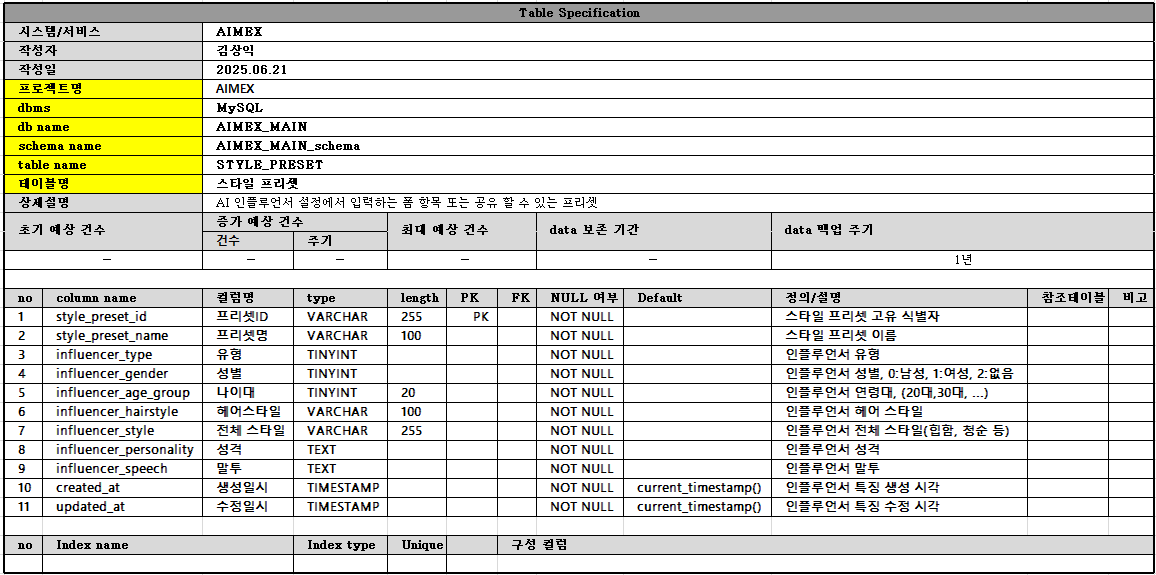 Table Specification
시스템/서비스 AIMEX
작성자 김상익
작성일 2025.06.21
프로젝트명 AIMEX
dbms MySQL
db name AIMEX_MAIN
schema name AIMEX_MAIN_schema
table name STYLE_PRESET
테이블명 스타일 프리셋
상세설명 AI 인플루언서 설정에서 입력하는 폼 항목 또는 공유 할 수 있는 프리셋
초기 예상 건수 증가 예상 건수 최대 예상 건수 data 보존 기간 data 백업 주기
건수 주기
– – – – – 1년
no column name 컬럼명 type length PK FK NULL 여부 Default 정의/설명 참조테이블 비고
1 style_preset_id 프리셋ID VARCHAR 255 PK NOT NULL 스타일 프리셋 고유 식별자
2 style_preset_name 프리셋명 VARCHAR 100 NOT NULL 스타일 프리셋 이름
3 influencer_type 유형 TINYINT NOT NULL 인플루언서 유형
4 influencer_gender 성별 TINYINT NOT NULL 인플루언서 성별, 0:남성, 1:여성, 2:없음
5 influencer_age_group 나이대 TINYINT 20 NOT NULL 인플루언서 연령대, (20대,30대, ...)
6 influencer_hairstyle 헤어스타일 VARCHAR 100 NOT NULL 인플루언서 헤어 스타일
7 influencer_style 전체 스타일 VARCHAR 255 NOT NULL 인플루언서 전체 스타일(힙함, 청순 등)
8 influencer_personality 성격 TEXT NOT NULL 인플루언서 성격
9 influencer_speech 말투 TEXT NOT NULL 인플루언서 말투
10 created_at 생성일시 TIMESTAMP NOT NULL current_timestamp() 인플루언서 특징 생성 시각
11 updated_at 수정일시 TIMESTAMP NOT NULL current_timestamp() 인플루언서 특징 수정 시각
no Index name Index type Unique 구성 컬럼